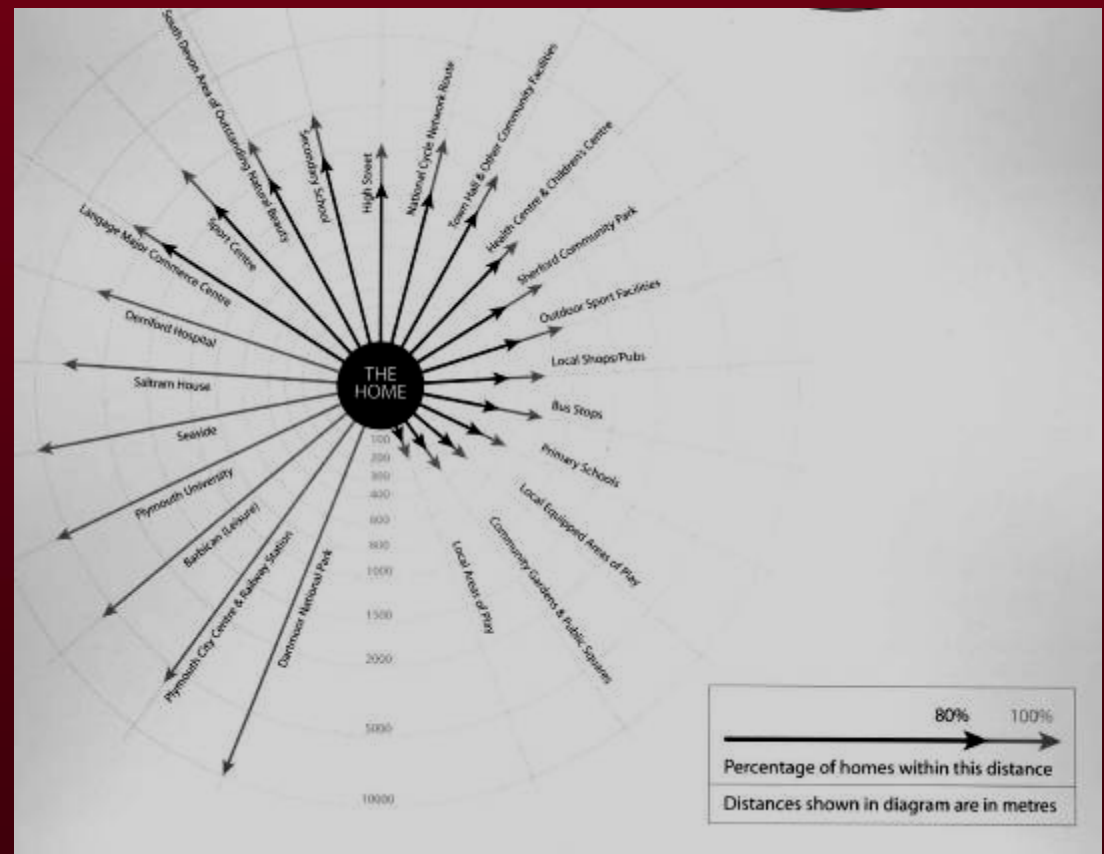 South Devon Area of Outstanding Natural Beauty
Secondary School
High Street
National Cycle Network Route
Town Hall & Other Community Facilities
Health Centre & Children's Centre
Sherford Community Park
Outdoor Sport Facilities
Local Shops/Pubs
Bus Stops
Primary Schools
Local Equipped Areas of Play
Community Gardens & Public Squares
Local Areas of Play
Dartmoor National Park
Plymouth City Centre & Railway Station
Barbican (Leisure)
Plymouth University
Seaside
Saltram House
Derriford Hospital
Langage Major Commerce Centre
Sport Centre
THE
HOME
100
200
300
400
600
800
1000
1500
2000
5000
10000
80% 100%
Percentage of homes within this distance
Distances shown in diagram are in metres